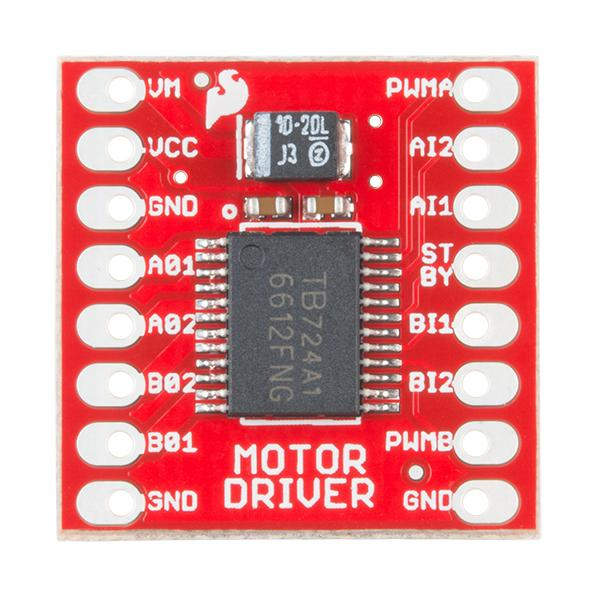 VM
VCC
GND
A01
A02
B02
B01
GND
10-20L
J3
PWMA
AI2
AI1
ST
BY
BI1
BI2
PWMB
GND
TB724A1
6612FNG
MOTOR
DRIVER